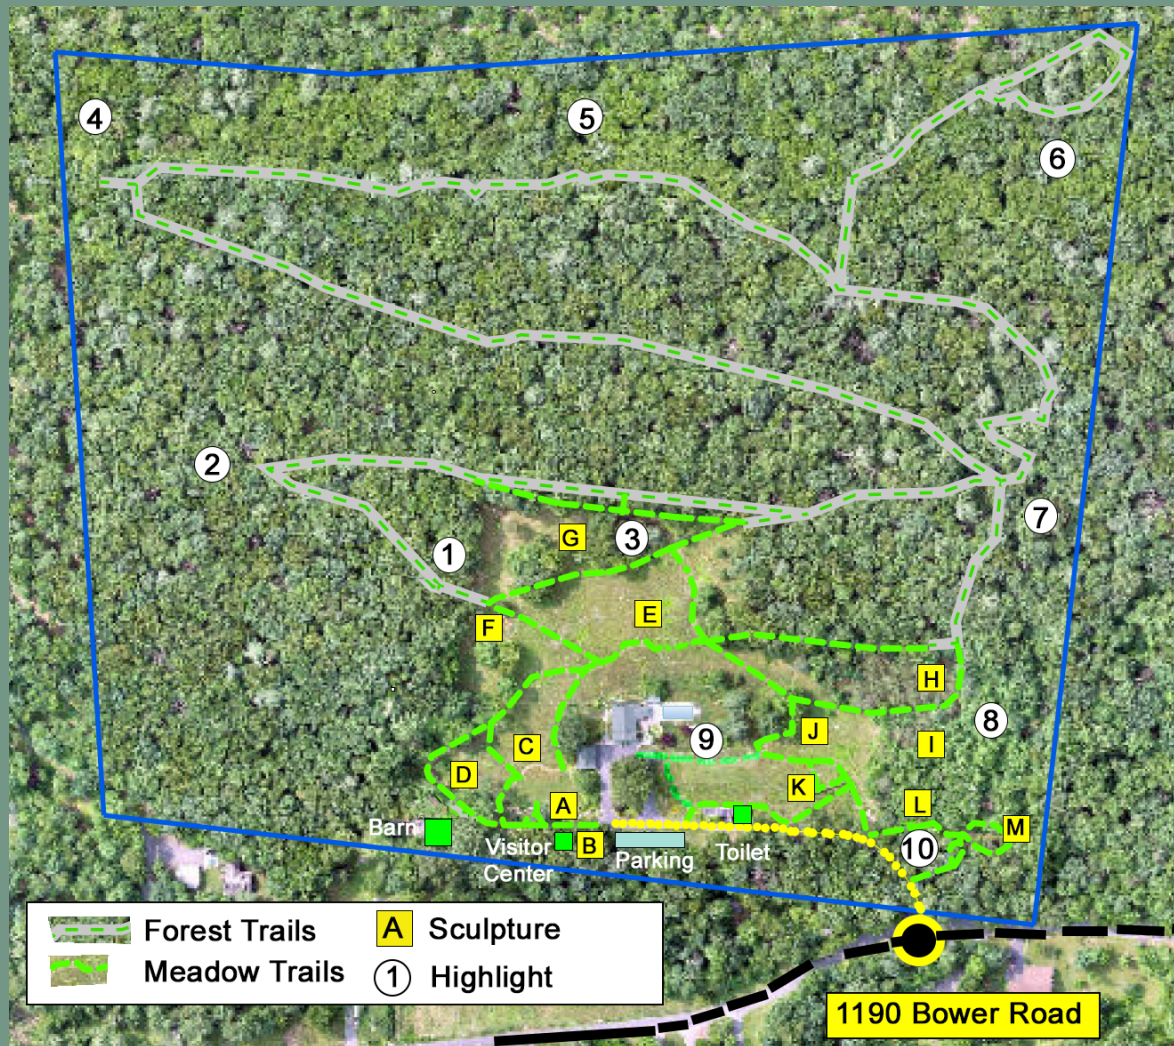 4
5
6
2
7
1
G
3
F
E
H
8
I
J
9
C
D
K
A
L
M
Barn
Visitor
Center
B
Parking
Toilet
10
Forest Trails
A Sculpture
Meadow Trails
1 Highlight
1190 Bower Road